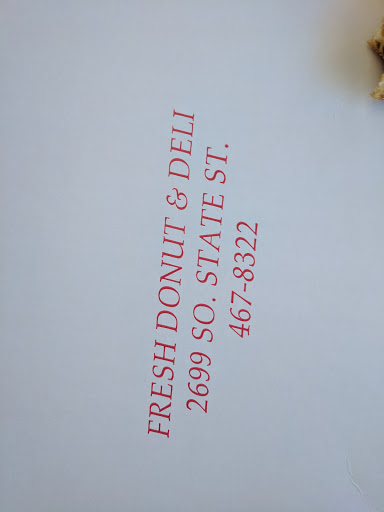 FRESH DONUT & DELI
2699 SO. STATE ST.
467-8322